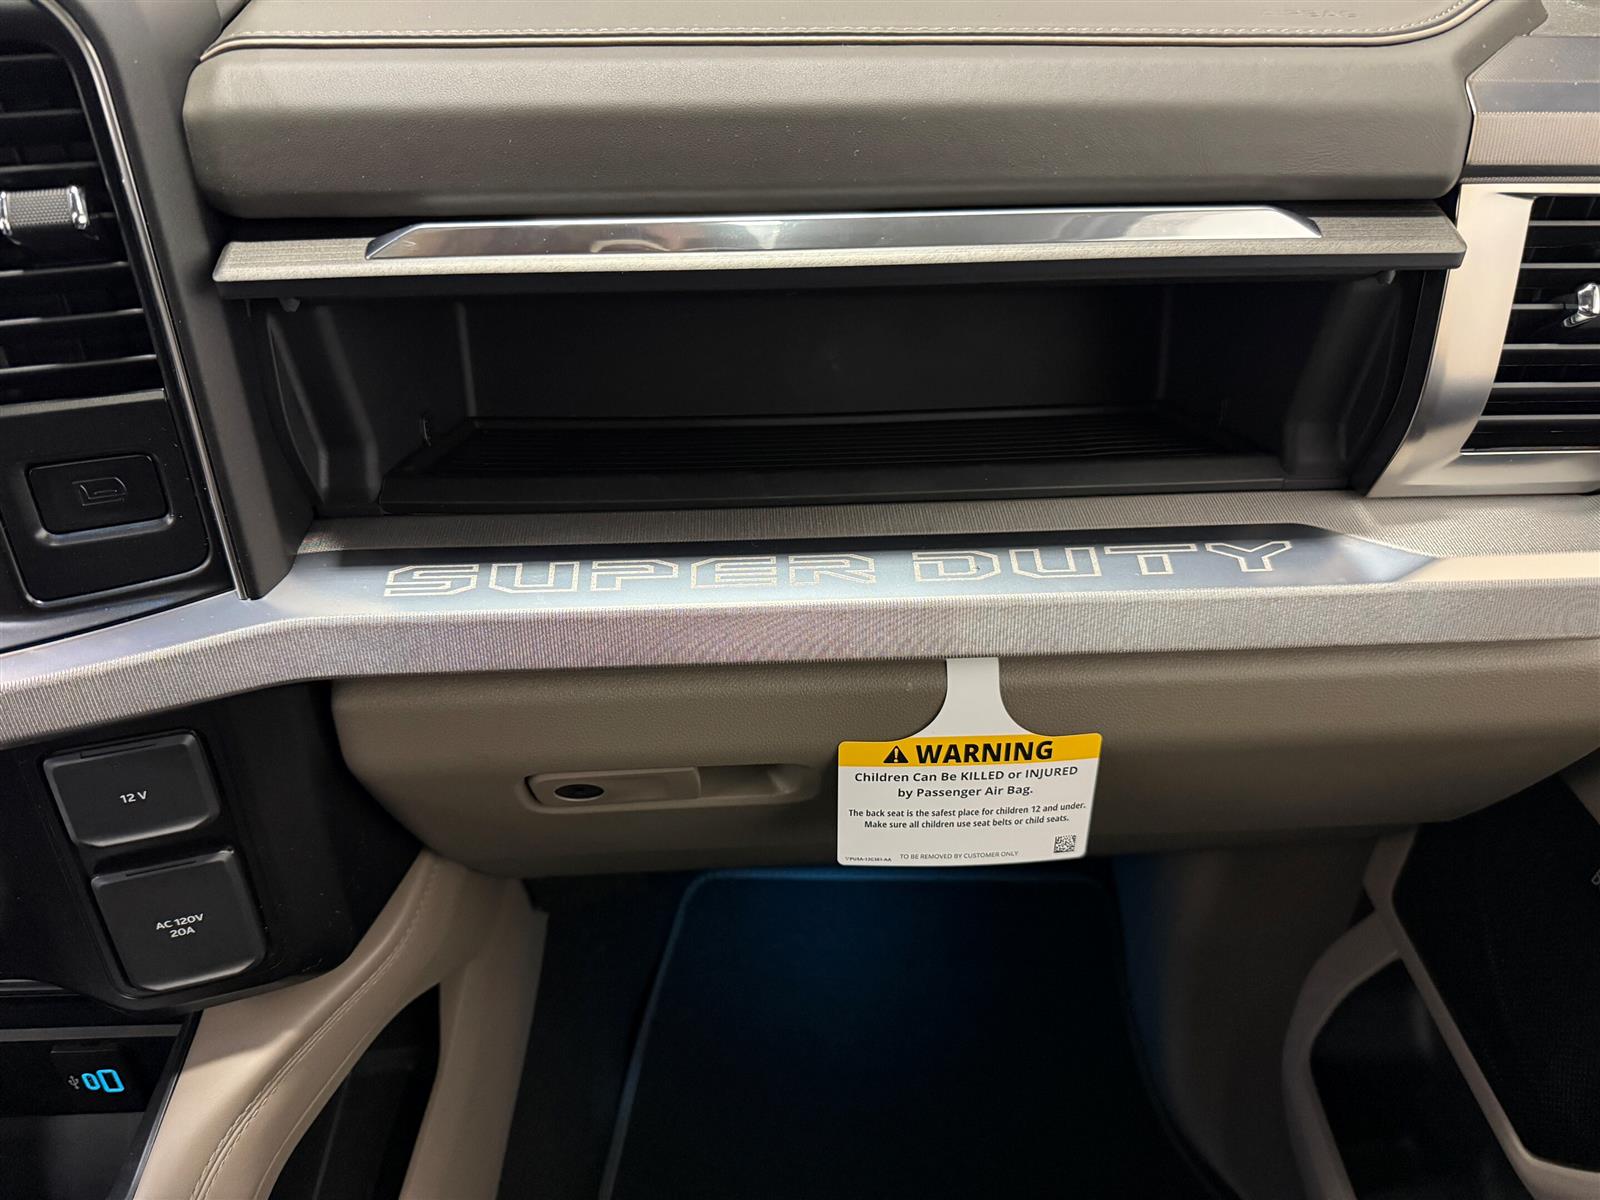 AIRBAG
SUPER DUTY
12 V
AC 120V
20A
WARNING
Children Can Be KILLED or INJURED
by Passenger Air Bag.
The back seat is the safest place for children 12 and under.
Make sure all children use seat belts or child seats.
TO BE REMOVED BY CUSTOMER ONLY